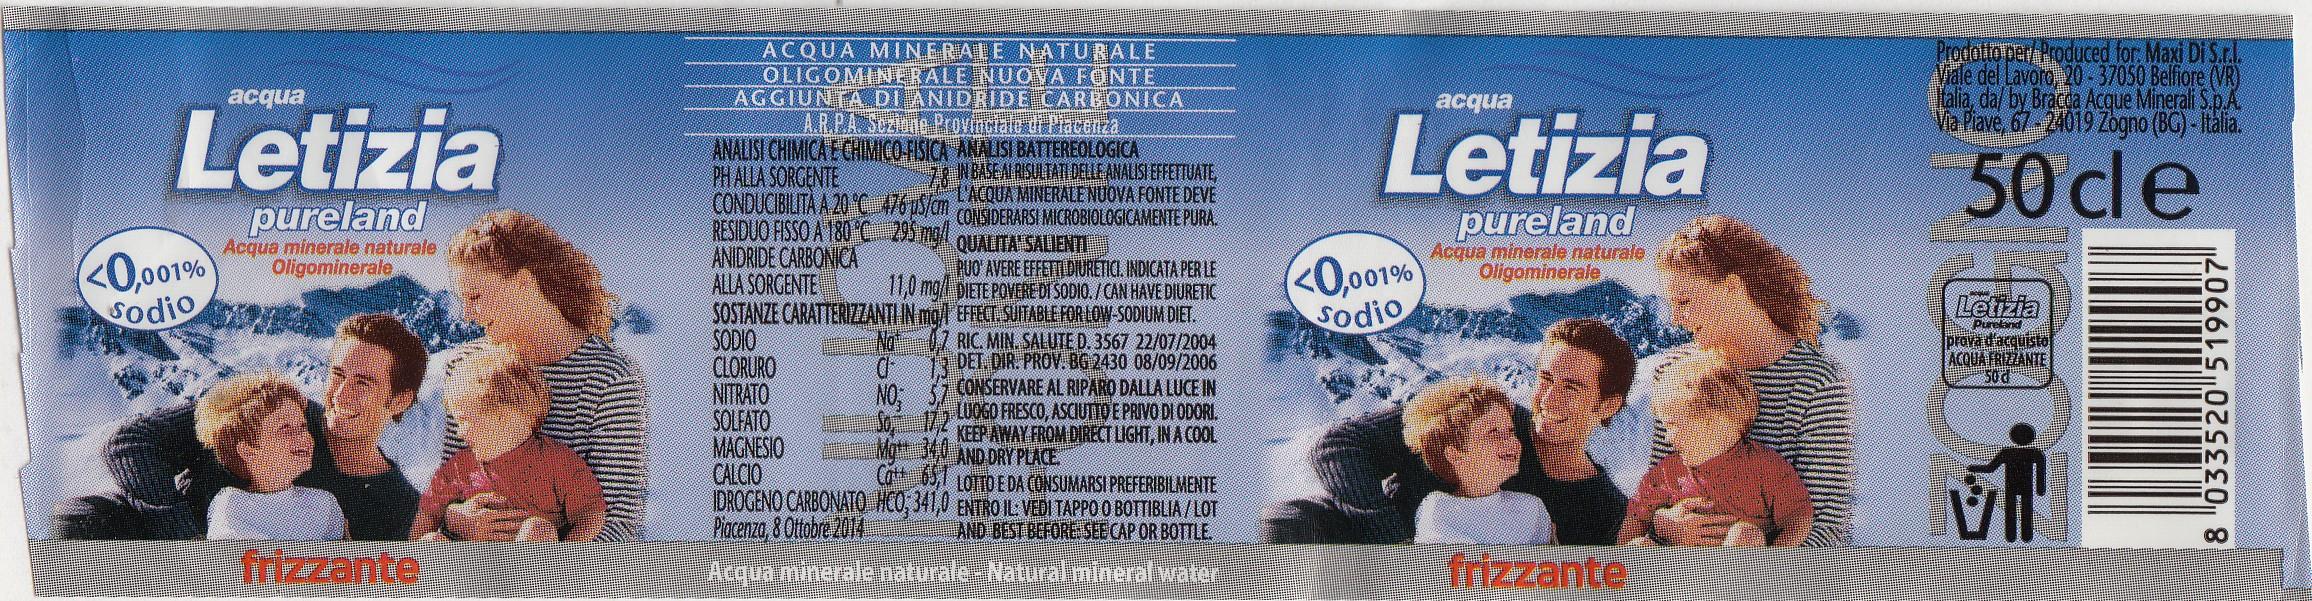 acqua
Letizia
pureland
Acqua minerale naturale
Oligominerale
<0,001%
sodio
frizzante
ACQUA MINERALE NATURALE
OLIGOMINERALE NUOVA FONTE
AGGIUNTA DI ANIDRIDE CARBONICA
A.R.P.A. Sezione Provinciale di Piacenza
ANALISI CHIMICA E CHIMICO-FISICA
PH ALLA SORGENTE 7,8
CONDUCIBILITÀ A 20 °C 476 µS/cm
RESIDUO FISSO A 180 °C 295 mg/l
ANIDRIDE CARBONICA
ALLA SORGENTE 11,0 mg/l
SOSTANZE CARATTERIZZANTI IN mg/l
SODIO Na+ 0,7
CLORURO Cl- 1,3
NITRATO NO3- 5,7
SOLFATO So4 17,2
MAGNESIO Mg++ 34,0
CALCIO Ca++ 65,1
IDROGENO CARBONATO HCO3- 341,0
Piacenza, 8 Ottobre 2014
ANALISI BATTEREOLOGICA
IN BASE AI RISULTATI DELLE ANALISI EFFETTUATE,
L'ACQUA MINERALE NUOVA FONTE DEVE
CONSIDERARSI MICROBIOLOGICAMENTE PURA.
QUALITA' SALIENTI
PUO' AVERE EFFETTI DIURETICI. INDICATA PER LE
DIETE POVERE DI SODIO. / CAN HAVE DIURETIC
EFFECT. SUITABLE FOR LOW-SODIUM DIET.
RIC. MIN. SALUTE D. 3567 22/07/2004
DET. DIR. PROV. BG 2430 08/09/2006
CONSERVARE AL RIPARO DALLA LUCE IN
LUOGO FRESCO, ASCIUTTO E PRIVO DI ODORI.
KEEP AWAY FROM DIRECT LIGHT, IN A COOL
AND DRY PLACE.
LOTTO E DA CONSUMARSI PREFERIBILMENTE
ENTRO IL: VEDI TAPPO O BOTTIBLIA / LOT
AND BEST BEFORE: SEE CAP OR BOTTLE.
Acqua minerale naturale - Natural mineral water
acqua
Letizia
pureland
Acqua minerale naturale
Oligominerale
<0,001%
sodio
frizzante
Prodotto per/ Produced for: Maxi Di S.r.l.
Viale del Lavoro, 20 - 37050 Belfiore (VR)
Italia, da/ by Bracca Acque Minerali S.p.A.
Via Piave, 67 - 24019 Zogno (BG) - Italia.
50 cl e
Letizia
Pureland
prova d'acquisto
ACQUA FRIZZANTE
50 cl
8 033520 519907
ZOGNO